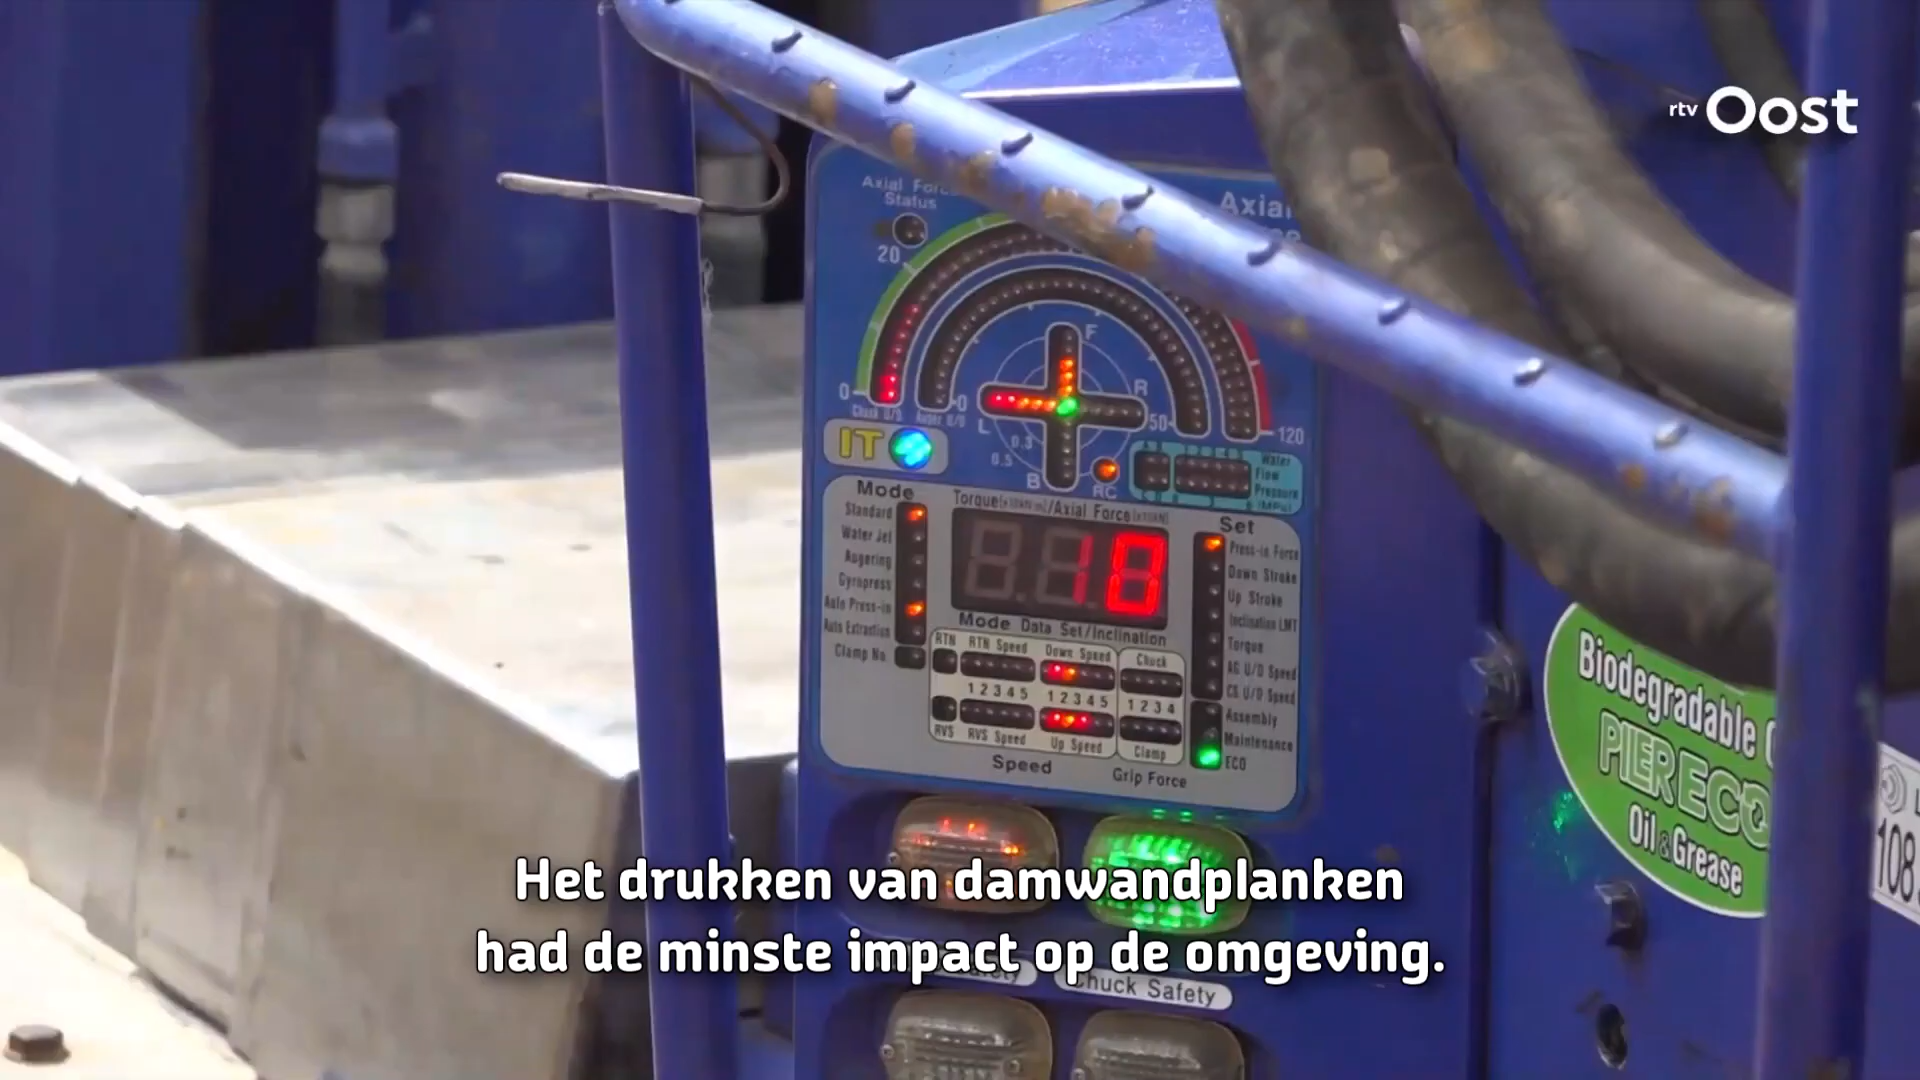 rtv Oost
Axial Force
Status
Axial
20
0
0
50
120
F
R
L
B
0.3
0.5
RC
Chuck U/D
Auger U/D
IT
Water
Flow
Pressure
Mode
Standard
Water Jet
Augering
Gyropress
Auto Press-in
Auto Extraction
Clamp No.
Torque /Axial Force
18
Mode Data Set/Inclination
Set
Press-in Force
Down Stroke
Up Stroke
Inclination LMT
Torque
AG U/D Speed
CS U/D Speed
Assembly
Maintenance
ECO
RTN RTN Speed Down Speed Chuck
1 2 3 4 5 1 2 3 4 5 1 2 3 4
RVS RVS Speed Up Speed Clamp
Speed
Grip Force
Biodegradable
PILER ECO
Oil & Grease
108
Het drukken van damwandplanken
had de minste impact op de omgeving.
Chuck Safety